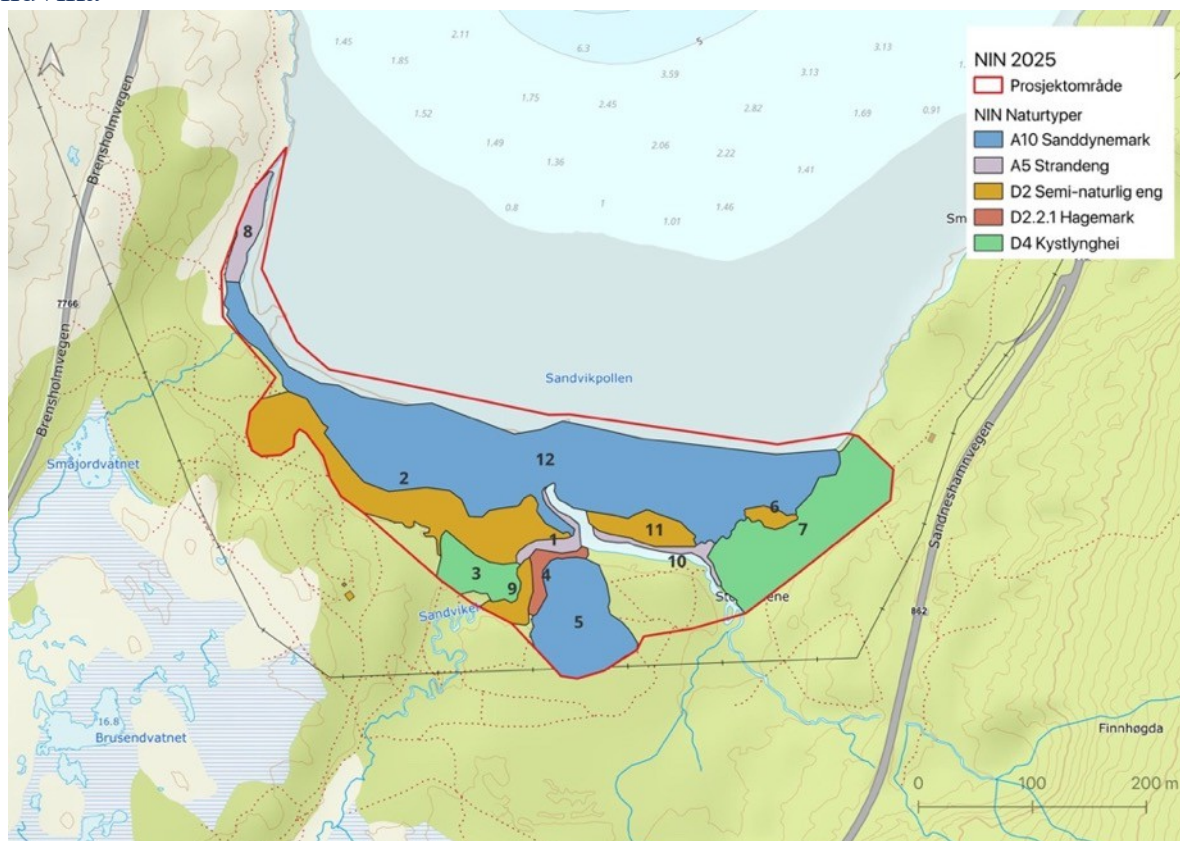 1.45
2.11
6.3
S
3.13
1.85
3.59
3.13
1,75
2.45
2.82
1.69
0.91
1.52
1.49
2.06
2.22
1.36
1.41
0.8
1
1.01
1.46
NIN 2025
Prosjektområde
NIN Naturtyper
A10 Sanddynemark
A5 Strandeng
D2 Semi-naturlig eng
D2.2.1 Hagemark
D4 Kystlynghei
Brensholmvegen
8
7766
Brensholmvegen
Sandvikpollen
Småjordvatnet
12
2
6
11
7
1
10
3
9
4
5
Sandneshamnvegen
862
16.8
Brusendvatnet
Finnhøgda
0 100 200 m